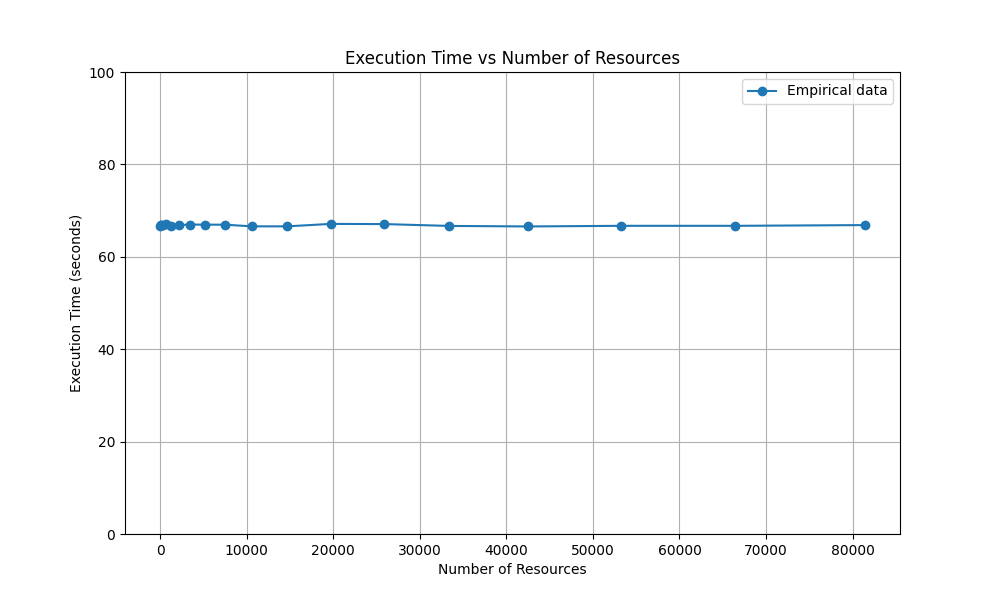 Execution Time vs Number of Resources
Empirical data
100
80
60
40
20
0
Execution Time (seconds)
0 10000 20000 30000 40000 50000 60000 70000 80000
Number of Resources